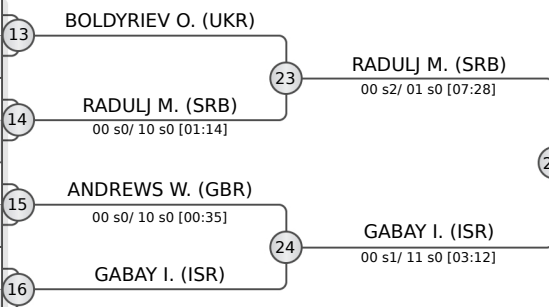 BOLDYRIEV O. (UKR)
13
23
RADULJ M. (SRB)
00 s2/ 01 s0 [07:28]
RADULJ M. (SRB)
14
00 s0/ 10 s0 [01:14]
ANDREWS W. (GBR)
15
00 s0/ 10 s0 [00:35]
24
GABAY I. (ISR)
00 s1/ 11 s0 [03:12]
GABAY I. (ISR)
16